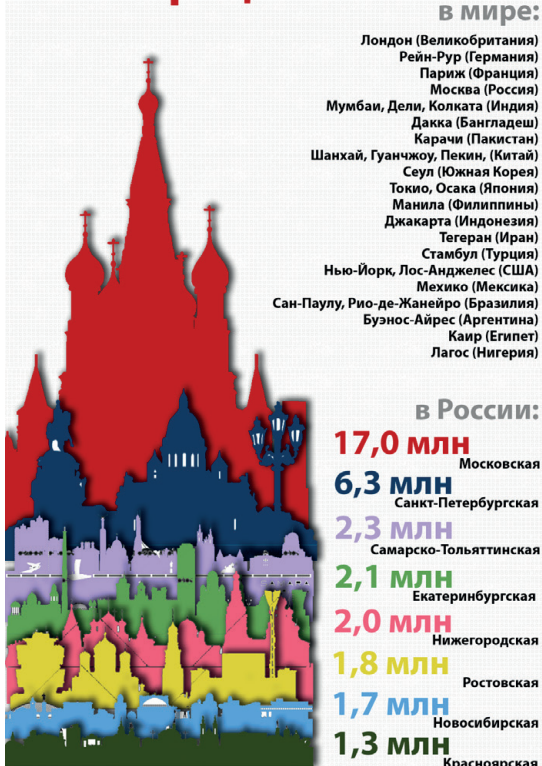 в мире:
Лондон (Великобритания)
Рейн-Рур (Германия)
Париж (Франция)
Москва (Россия)
Мумбаи, Дели, Колката (Индия)
Дакка (Бангладеш)
Карачи (Пакистан)
Шанхай, Гуанчжоу, Пекин, (Китай)
Сеул (Южная Корея)
Токио, Осака (Япония)
Манила (Филиппины)
Джакарта (Индонезия)
Тегеран (Иран)
Стамбул (Турция)
Нью-Йорк, Лос-Анджелес (США)
Мехико (Мексика)
Сан-Паулу, Рио-де-Жанейро (Бразилия)
Буэнос-Айрес (Аргентина)
Каир (Египет)
Лагос (Нигерия)
в России:
17,0 млн
Московская
6,3 млн
Санкт-Петербургская
2,3 млн
Самарско-Тольяттинская
2,1 млн
Екатеринбургская
2,0 млн
Нижегородская
1,8 млн
Ростовская
1,7 млн
Новосибирская
1,3 млн
Красноярская